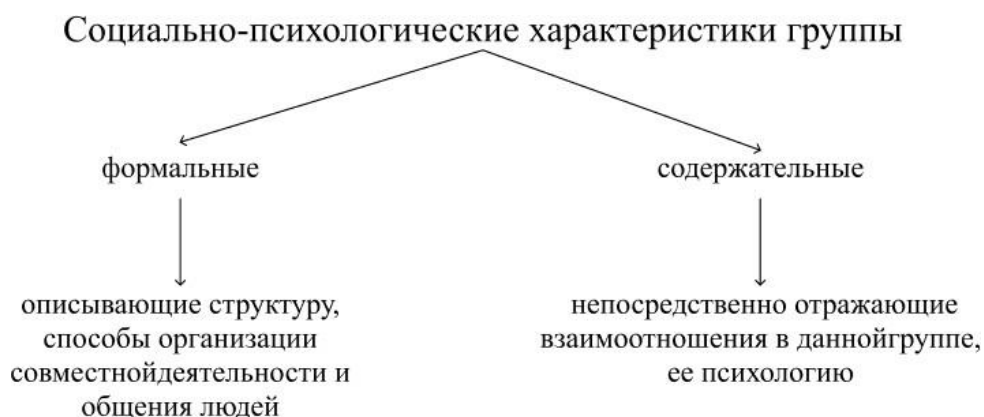 Социально-психологические характеристики группы
формальные
содержательные
описывающие структуру,
способы организации
совместнойдеятельности и
общения людей
непосредственно отражающие
взаимоотношения в даннойгруппе,
ее психологию